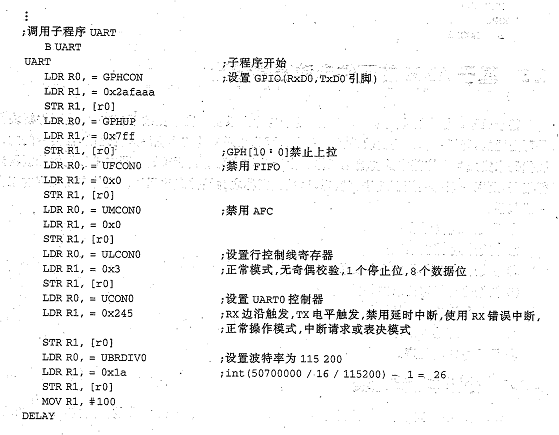 ⋮
;调用子程序 UART
B UART
UART ;子程序开始
LDR R0, = GPHCON ;设置 GPIO(RxD0,TxD0 引脚)
LDR R1, = 0x2afaaa
STR R1, [r0]
LDR R0, = GPHUP
LDR R1, = 0x7ff
STR R1, [r0] ;GPH[10:0]禁止上拉
LDR R0, = UFCON0 ;禁用 FIFO
LDR R1, = 0x0
STR R1, [r0]
LDR R0, = UMCON0 ;禁用 AFC
LDR R1, = 0x0
STR R1, [r0]
LDR R0, = ULCON0 ;设置行控制线寄存器
LDR R1, = 0x3 ;正常模式,无奇偶校验,1个停止位,8个数据位
STR R1, [r0]
LDR R0, = UCON0 ;设置 UART0 控制器
LDR R1, = 0x245 ;RX 边沿触发,TX 电平触发,禁用延时中断,使用 RX 错误中断,
;正常操作模式,中断请求或表决模式
STR R1, [r0]
LDR R0, = UBRDIV0 ;设置波特率为 115 200
LDR R1, = 0x1a ;int(50700000 / 16 / 115200) - 1 = 26
STR R1, [r0]
MOV R1, #100
DELAY